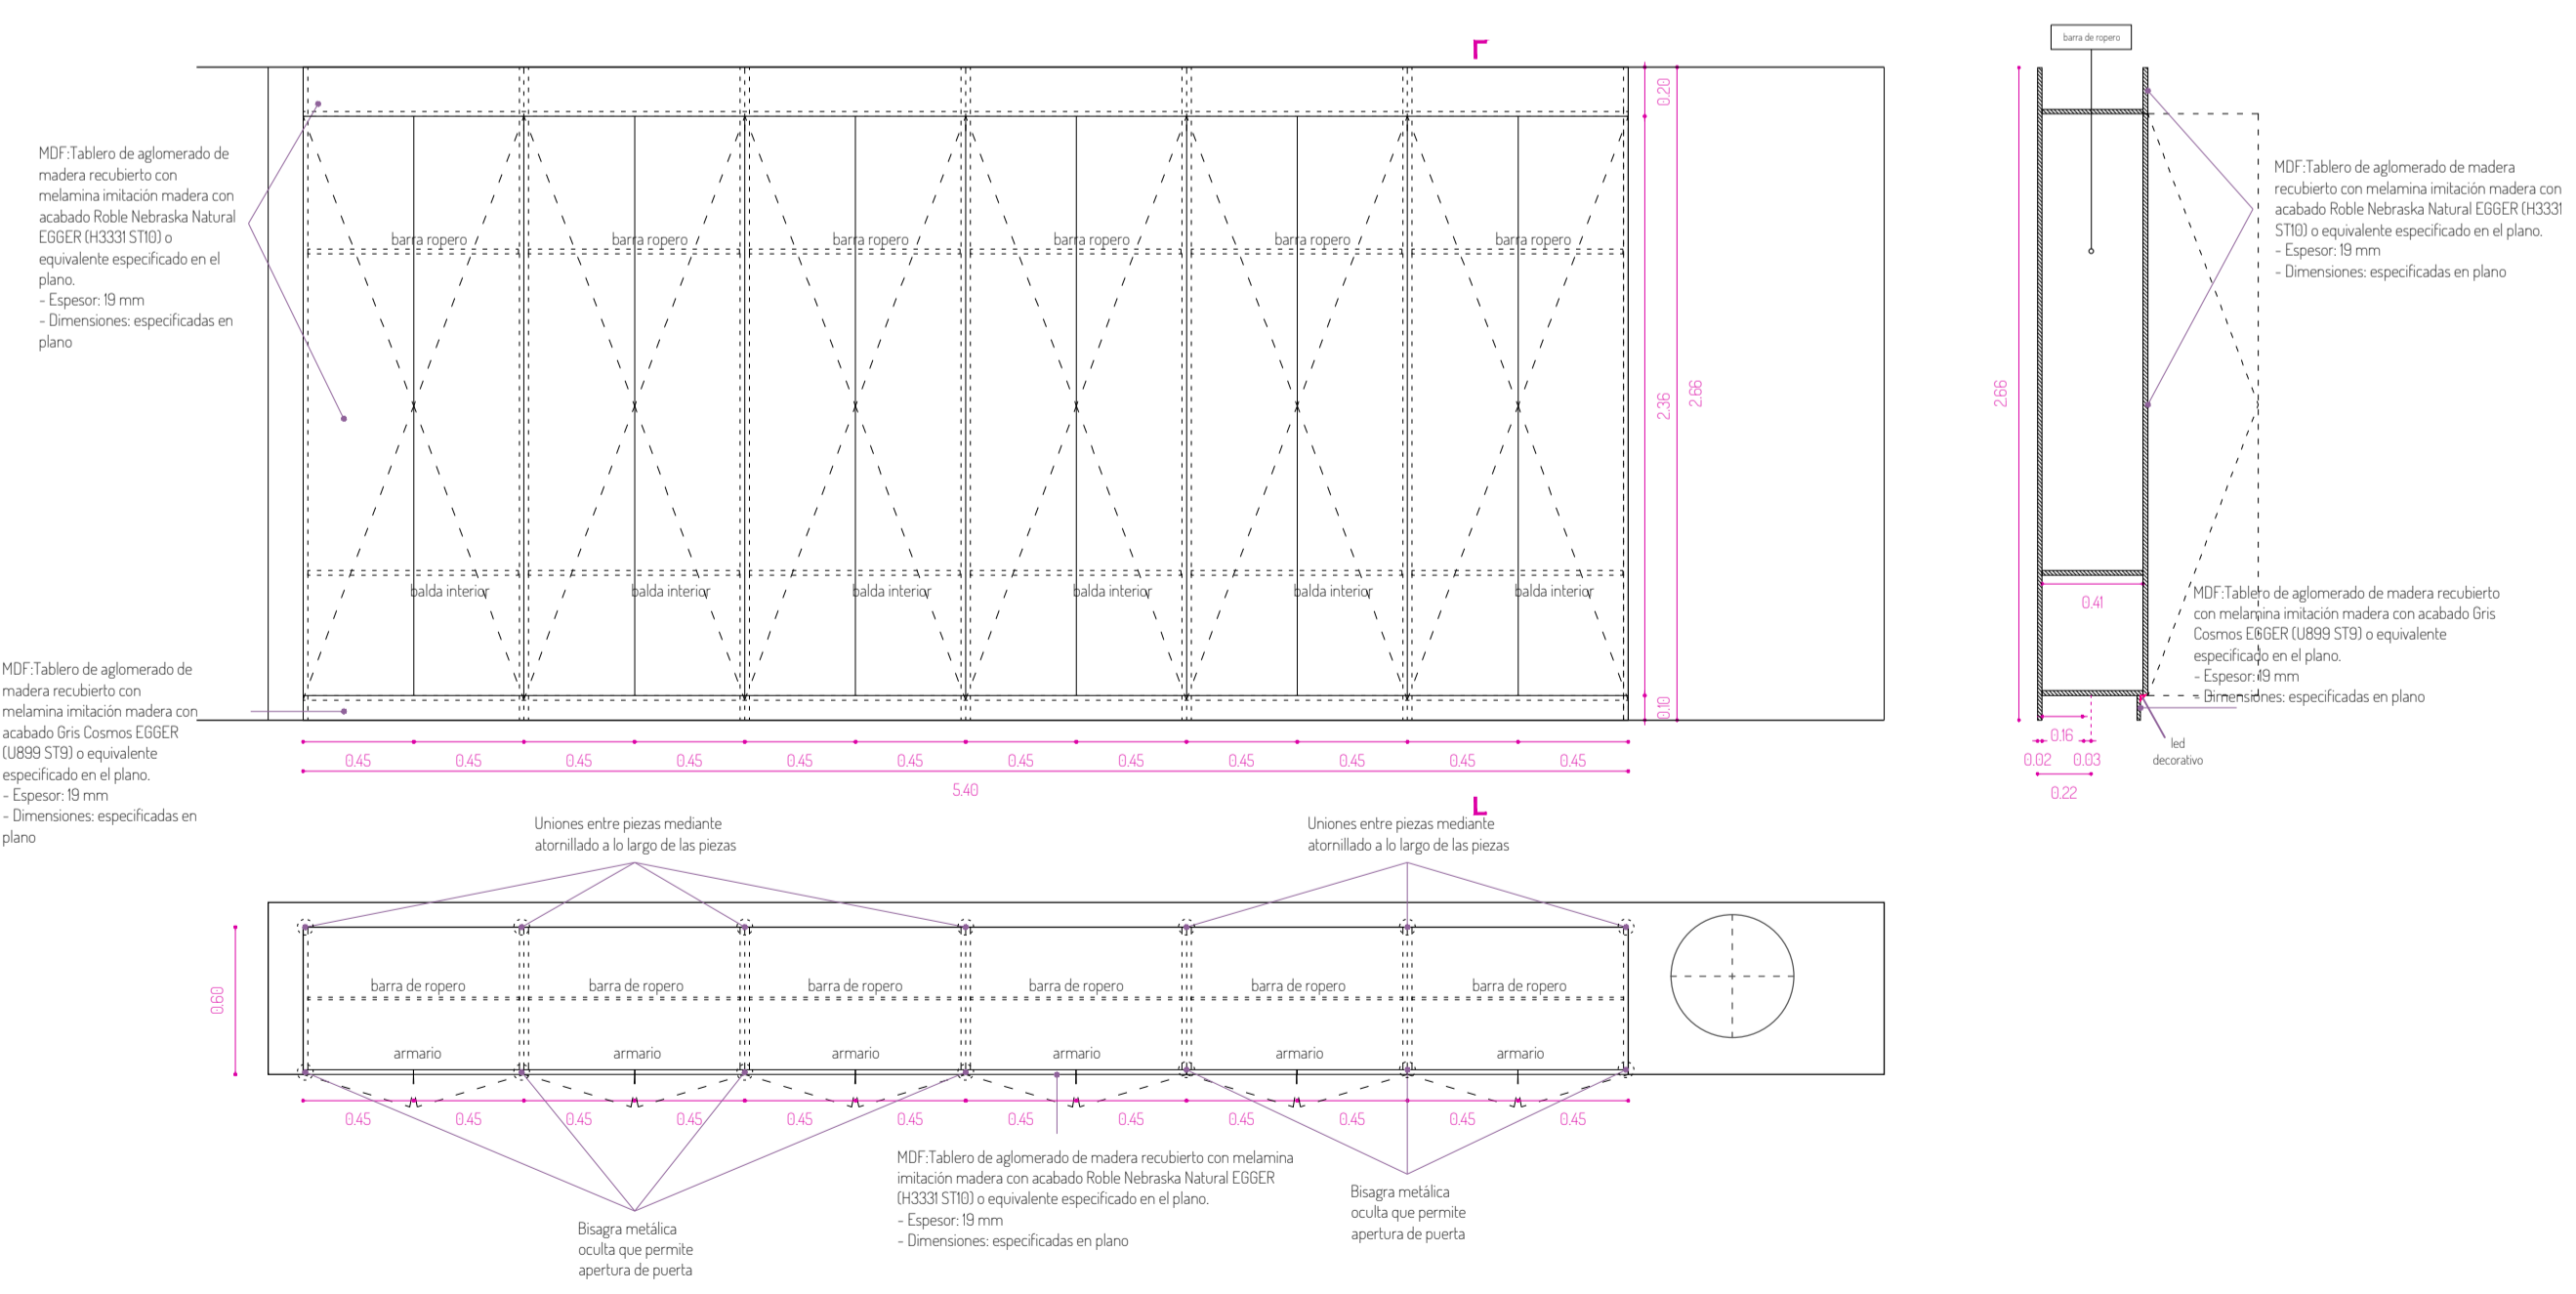 barra de ropero
0.20
MDF:Tablero de aglomerado de
madera recubierto con
melamina imitación madera con
acabado Roble Nebraska Natural
EGGER (H3331 ST10) o
equivalente especificado en el
plano.
- Espesor: 19 mm
- Dimensiones: especificadas en
plano
barra ropero
barra ropero
barra ropero
barra ropero
barra ropero
barra ropero
2.36
2.66
2.66
MDF:Tablero de aglomerado de madera
recubierto con melamina imitación madera con
acabado Roble Nebraska Natural EGGER (H3331
ST10) o equivalente especificado en el plano.
- Espesor: 19 mm
- Dimensiones: especificadas en plano
balda interior
balda interior
balda interior
balda interior
balda interior
balda interior
0.41
MDF:Tablero de aglomerado de madera recubierto
con melamina imitación madera con acabado Gris
Cosmos EGGER (U899 ST9) o equivalente
especificado en el plano.
- Espesor: 19 mm
- Dimensiones: especificadas en plano
MDF:Tablero de aglomerado de
madera recubierto con
melamina imitación madera con
acabado Gris Cosmos EGGER
(U899 ST9) o equivalente
especificado en el plano.
- Espesor: 19 mm
- Dimensiones: especificadas en
plano
0.10
0.16
0.02
0.03
0.22
led
decorativo
0.45
0.45
0.45
0.45
0.45
0.45
0.45
0.45
0.45
0.45
0.45
0.45
5.40
Uniones entre piezas mediante
atornillado a lo largo de las piezas
Uniones entre piezas mediante
atornillado a lo largo de las piezas
0.60
barra de ropero
barra de ropero
barra de ropero
barra de ropero
barra de ropero
barra de ropero
armario
armario
armario
armario
armario
armario
0.45
0.45
0.45
0.45
0.45
0.45
0.45
0.45
0.45
0.45
0.45
0.45
MDF:Tablero de aglomerado de madera recubierto con melamina
imitación madera con acabado Roble Nebraska Natural EGGER
(H3331 ST10) o equivalente especificado en el plano.
- Espesor: 19 mm
- Dimensiones: especificadas en plano
Bisagra metálica
oculta que permite
apertura de puerta
Bisagra metálica
oculta que permite
apertura de puerta